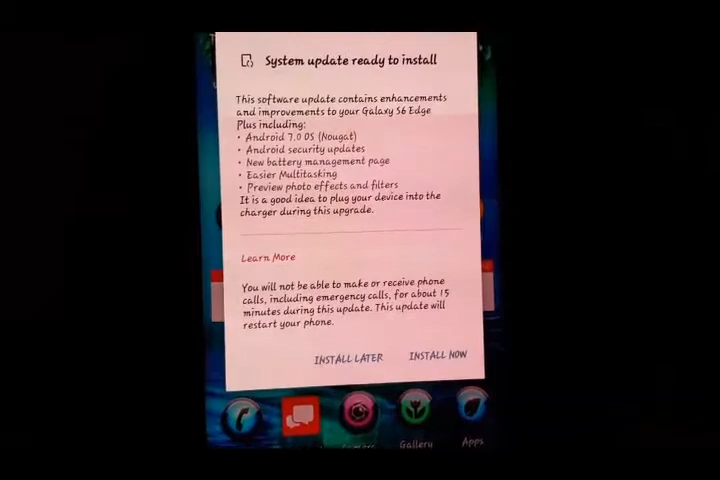 System update ready to install
This software update contains enhancements
and improvements to your Galaxy S6 Edge
Plus including:
• Android 7.0 OS (Nougat)
• Android security updates
• New battery management page
• Easier Multitasking
• Preview photo effects and filters
It is a good idea to plug your device into the
charger during this upgrade.
Learn More
You will not be able to make or receive phone
calls, including emergency calls, for about 15
minutes during this update. This update will
restart your phone.
INSTALL LATER INSTALL NOW
Gallery Apps